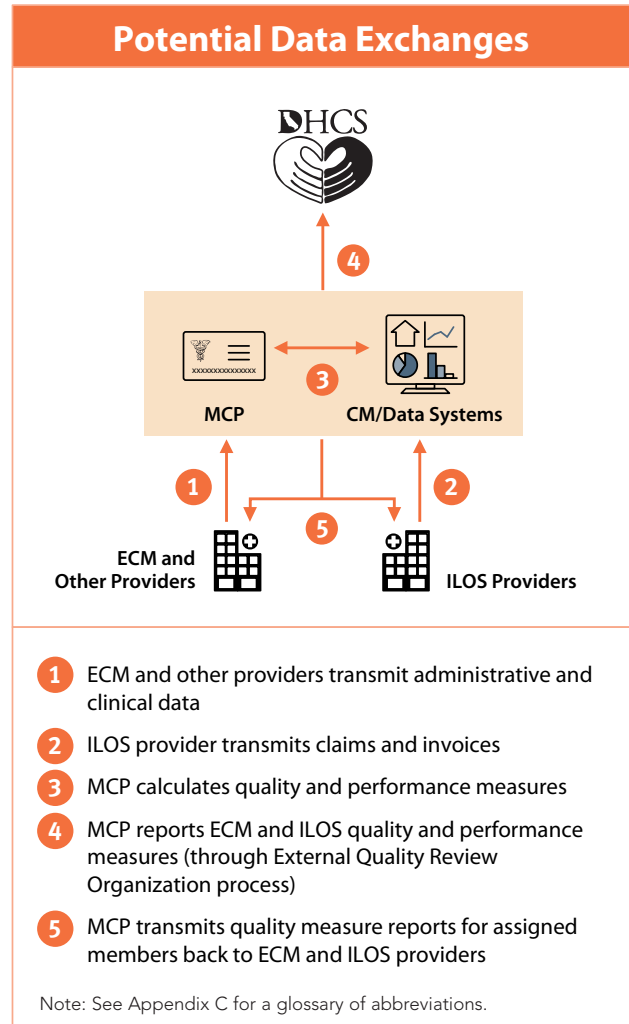 Potential Data Exchanges
DHCS
4
3
xxxxxxxxxxxxxxx
MCP
CM/Data Systems
1
2
5
ECM and
Other Providers
ILOS Providers
1 ECM and other providers transmit administrative and
clinical data
2 ILOS provider transmits claims and invoices
3 MCP calculates quality and performance measures
4 MCP reports ECM and ILOS quality and performance
measures (through External Quality Review
Organization process)
5 MCP transmits quality measure reports for assigned
members back to ECM and ILOS providers
Note: See Appendix C for a glossary of abbreviations.